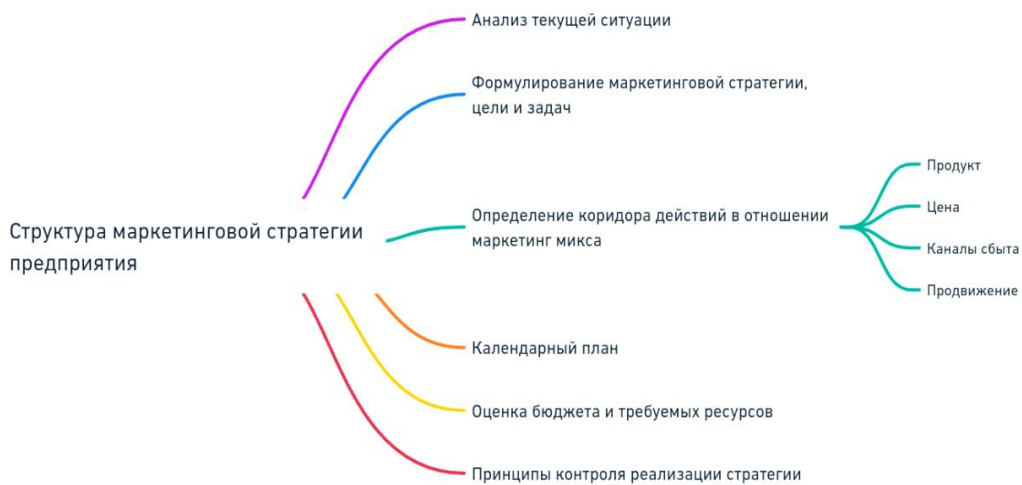 Структура маркетинговой стратегии
предприятия
Анализ текущей ситуации
Формулирование маркетинговой стратегии,
цели и задач
Определение коридора действий в отношении
маркетинг микса
Продукт
Цена
Каналы сбыта
Продвижение
Календарный план
Оценка бюджета и требуемых ресурсов
Принципы контроля реализации стратегии